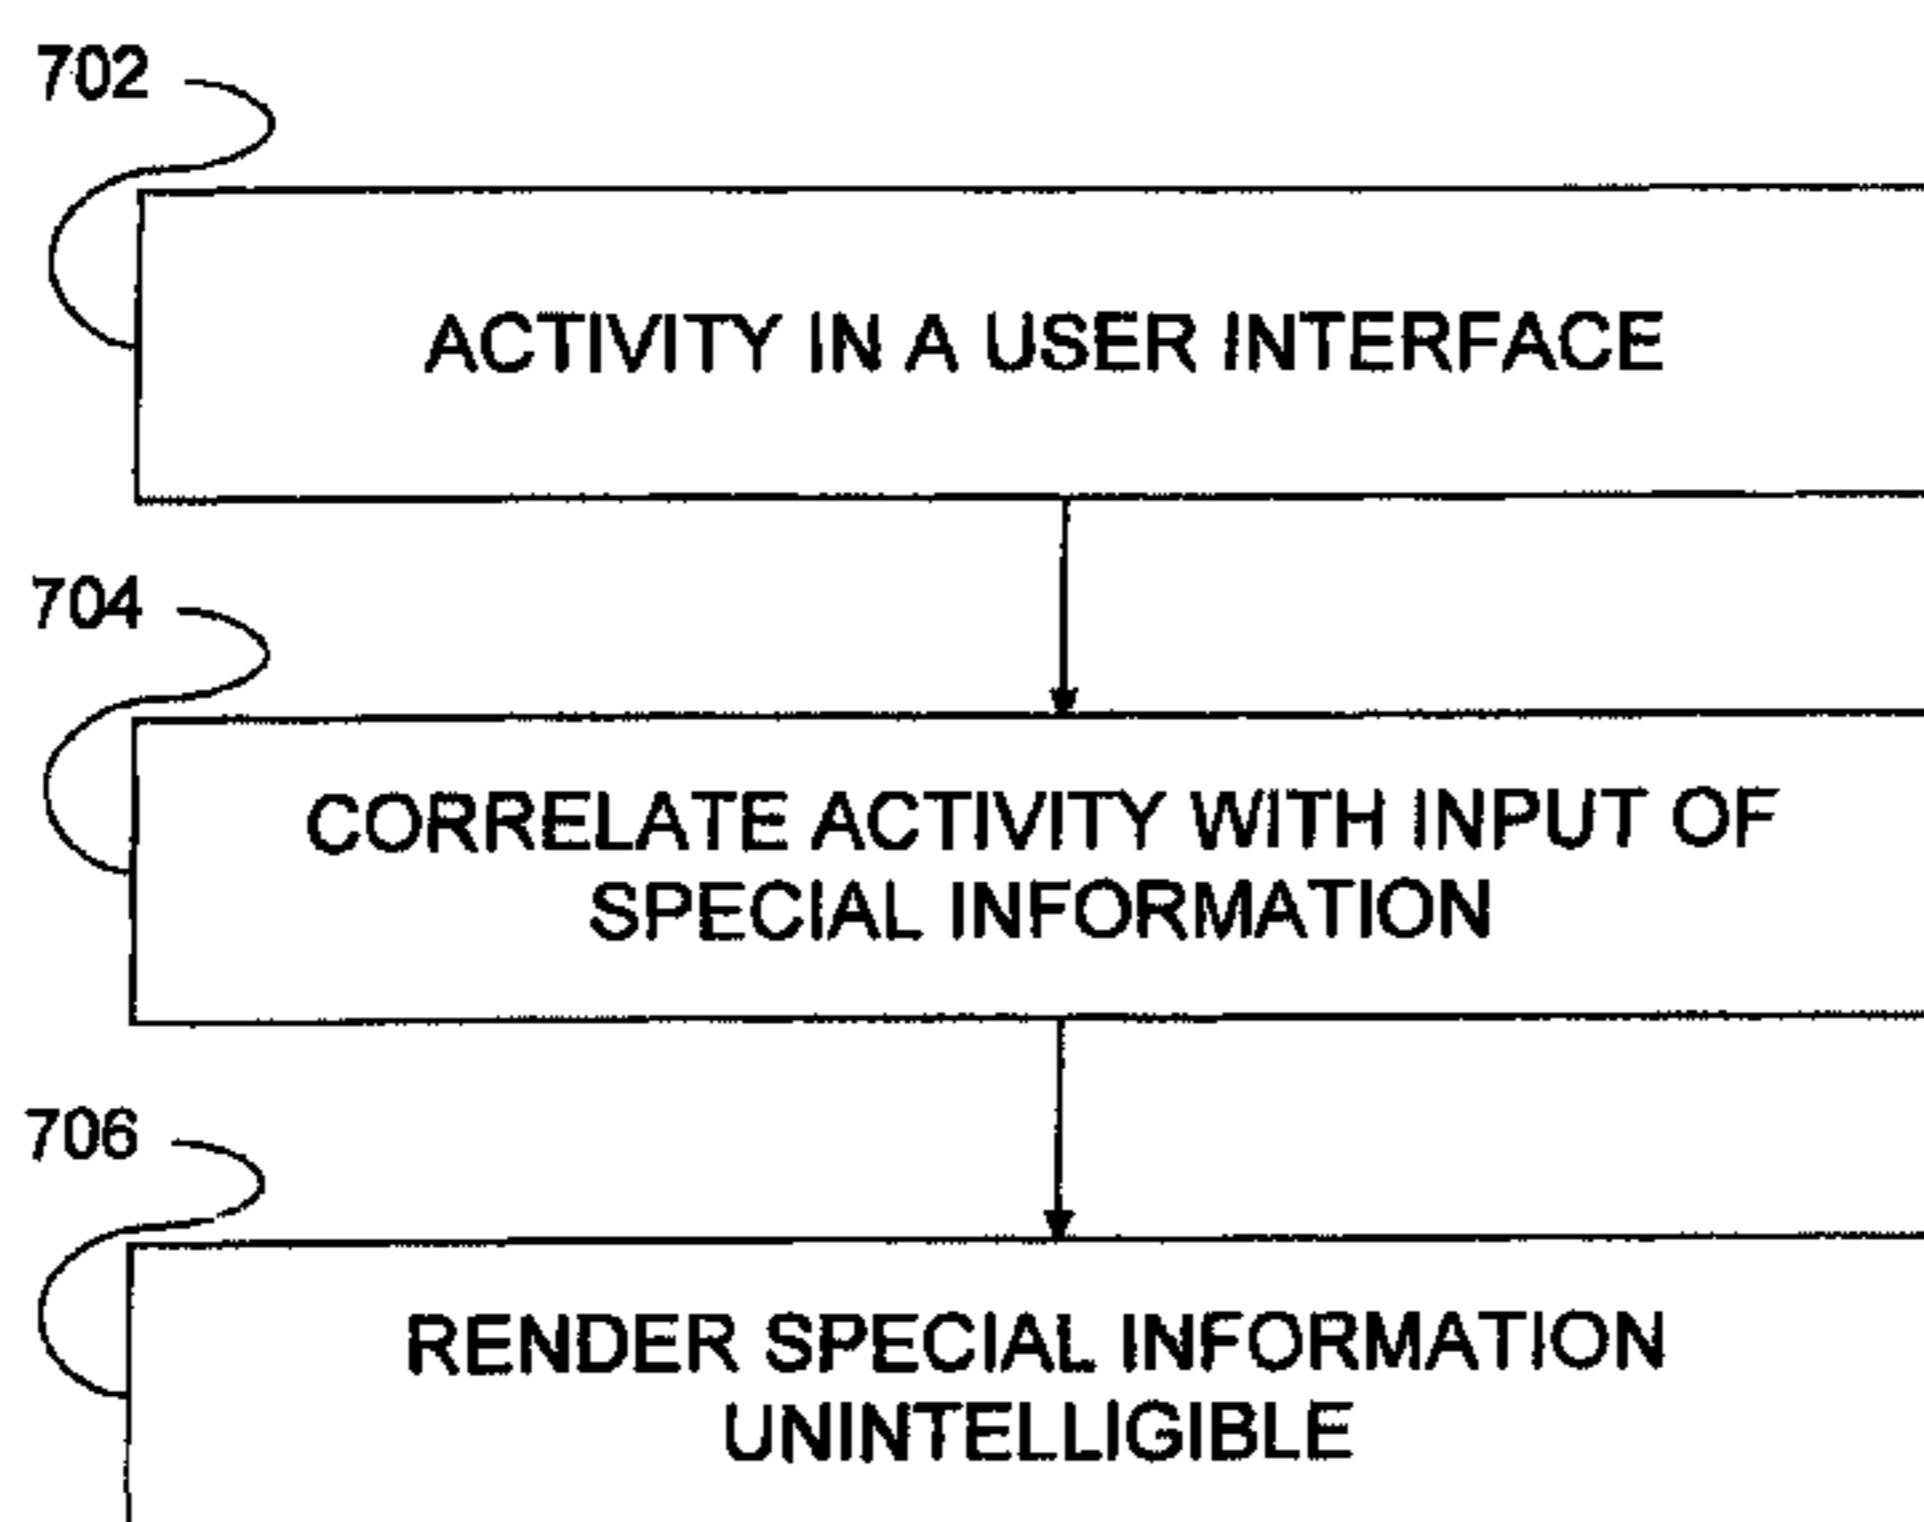 702
ACTIVITY IN A USER INTERFACE
704
CORRELATE ACTIVITY WITH INPUT OF
SPECIAL INFORMATION
706
RENDER SPECIAL INFORMATION
UNINTELLIGIBLE